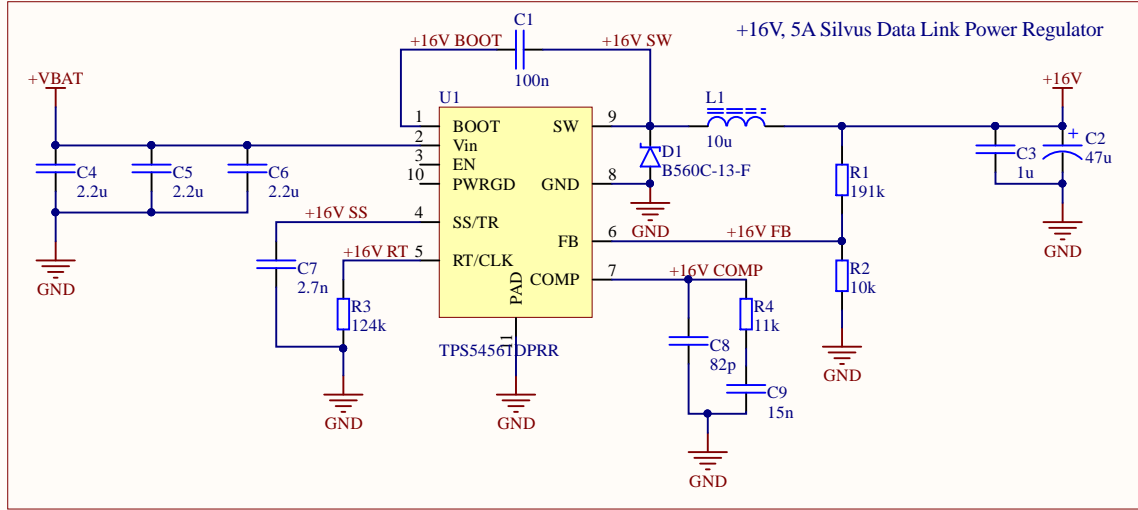 +16V, 5A Silvus Data Link Power Regulator
C1
+16V BOOT
+16V SW
100n
+VBAT
+16V
U1
L1
10u
1
BOOT
SW
9
2
Vin
3
EN
10
PWRGD
GND
8
4
SS/TR
5
RT/CLK
FB
6
COMP
7
PAD
11
TPS54561DPRR
D1
B560C-13-F
GND
C4
2.2u
C5
2.2u
C6
2.2u
GND
+16V SS
+16V RT
C7
2.7n
R3
124k
GND
GND
R1
191k
+16V FB
R2
10k
GND
C3
1u
+
C2
47u
GND
+16V COMP
R4
11k
C8
82p
C9
15n
GND